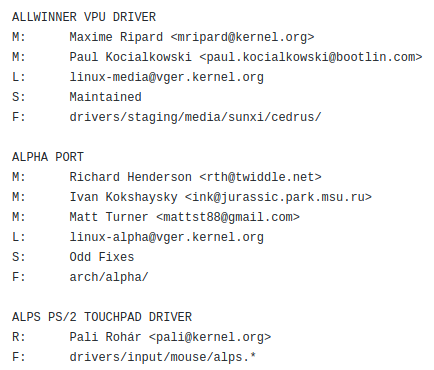 ALLWINNER VPU DRIVER
M: Maxime Ripard <mripard@kernel.org>
M: Paul Kocialkowski <paul.kocialkowski@bootlin.com>
L: linux-media@vger.kernel.org
S: Maintained
F: drivers/staging/media/sunxi/cedrus/

ALPHA PORT
M: Richard Henderson <rth@twiddle.net>
M: Ivan Kokshaysky <ink@jurassic.park.msu.ru>
M: Matt Turner <mattst88@gmail.com>
L: linux-alpha@vger.kernel.org
S: Odd Fixes
F: arch/alpha/

ALPS PS/2 TOUCHPAD DRIVER
R: Pali Rohár <pali@kernel.org>
F: drivers/input/mouse/alps.*